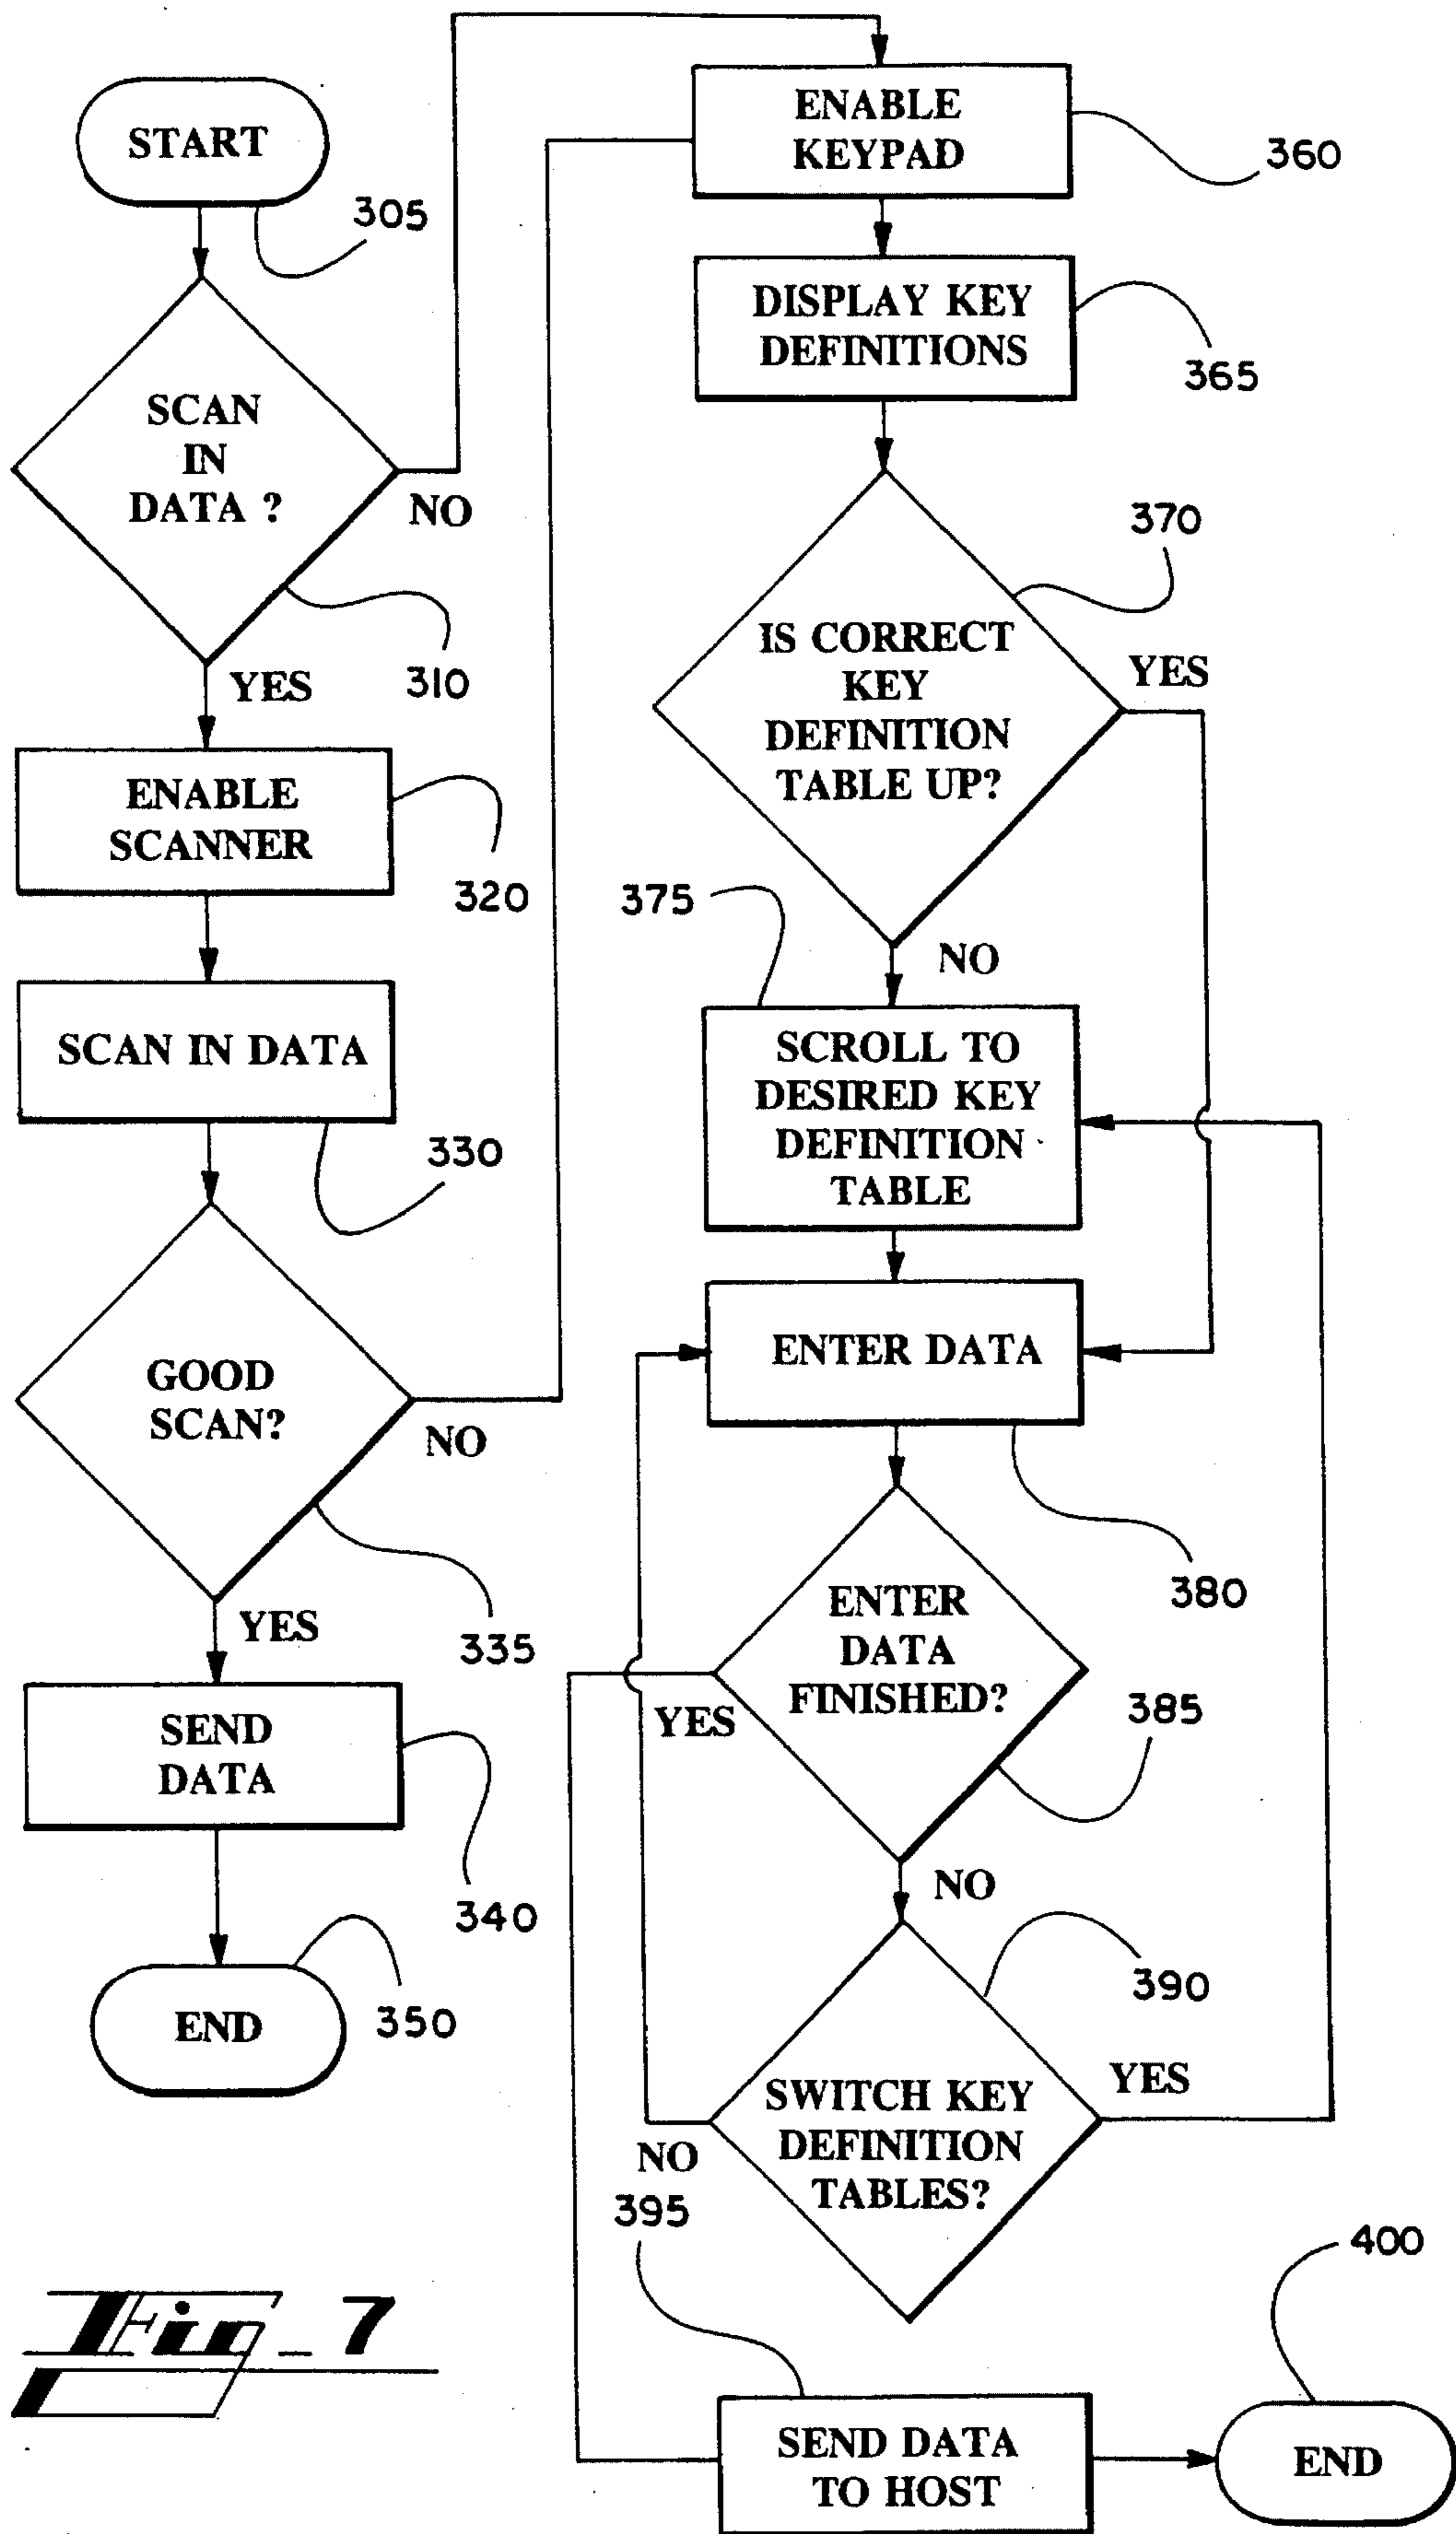 START
305
SCAN
IN
DATA ?
NO
310
YES
ENABLE
SCANNER
320
SCAN IN DATA
330
GOOD
SCAN?
NO
335
YES
SEND
DATA
340
END
350
ENABLE
KEYPAD
360
DISPLAY KEY
DEFINITIONS
365
370
IS CORRECT
KEY
DEFINITION
TABLE UP?
YES
375
NO
SCROLL TO
DESIRED KEY
DEFINITION
TABLE
ENTER DATA
380
ENTER
DATA
FINISHED?
YES
385
NO
390
SWITCH KEY
DEFINITION
TABLES?
YES
NO
395
SEND DATA
TO HOST
400
END
Fig_7